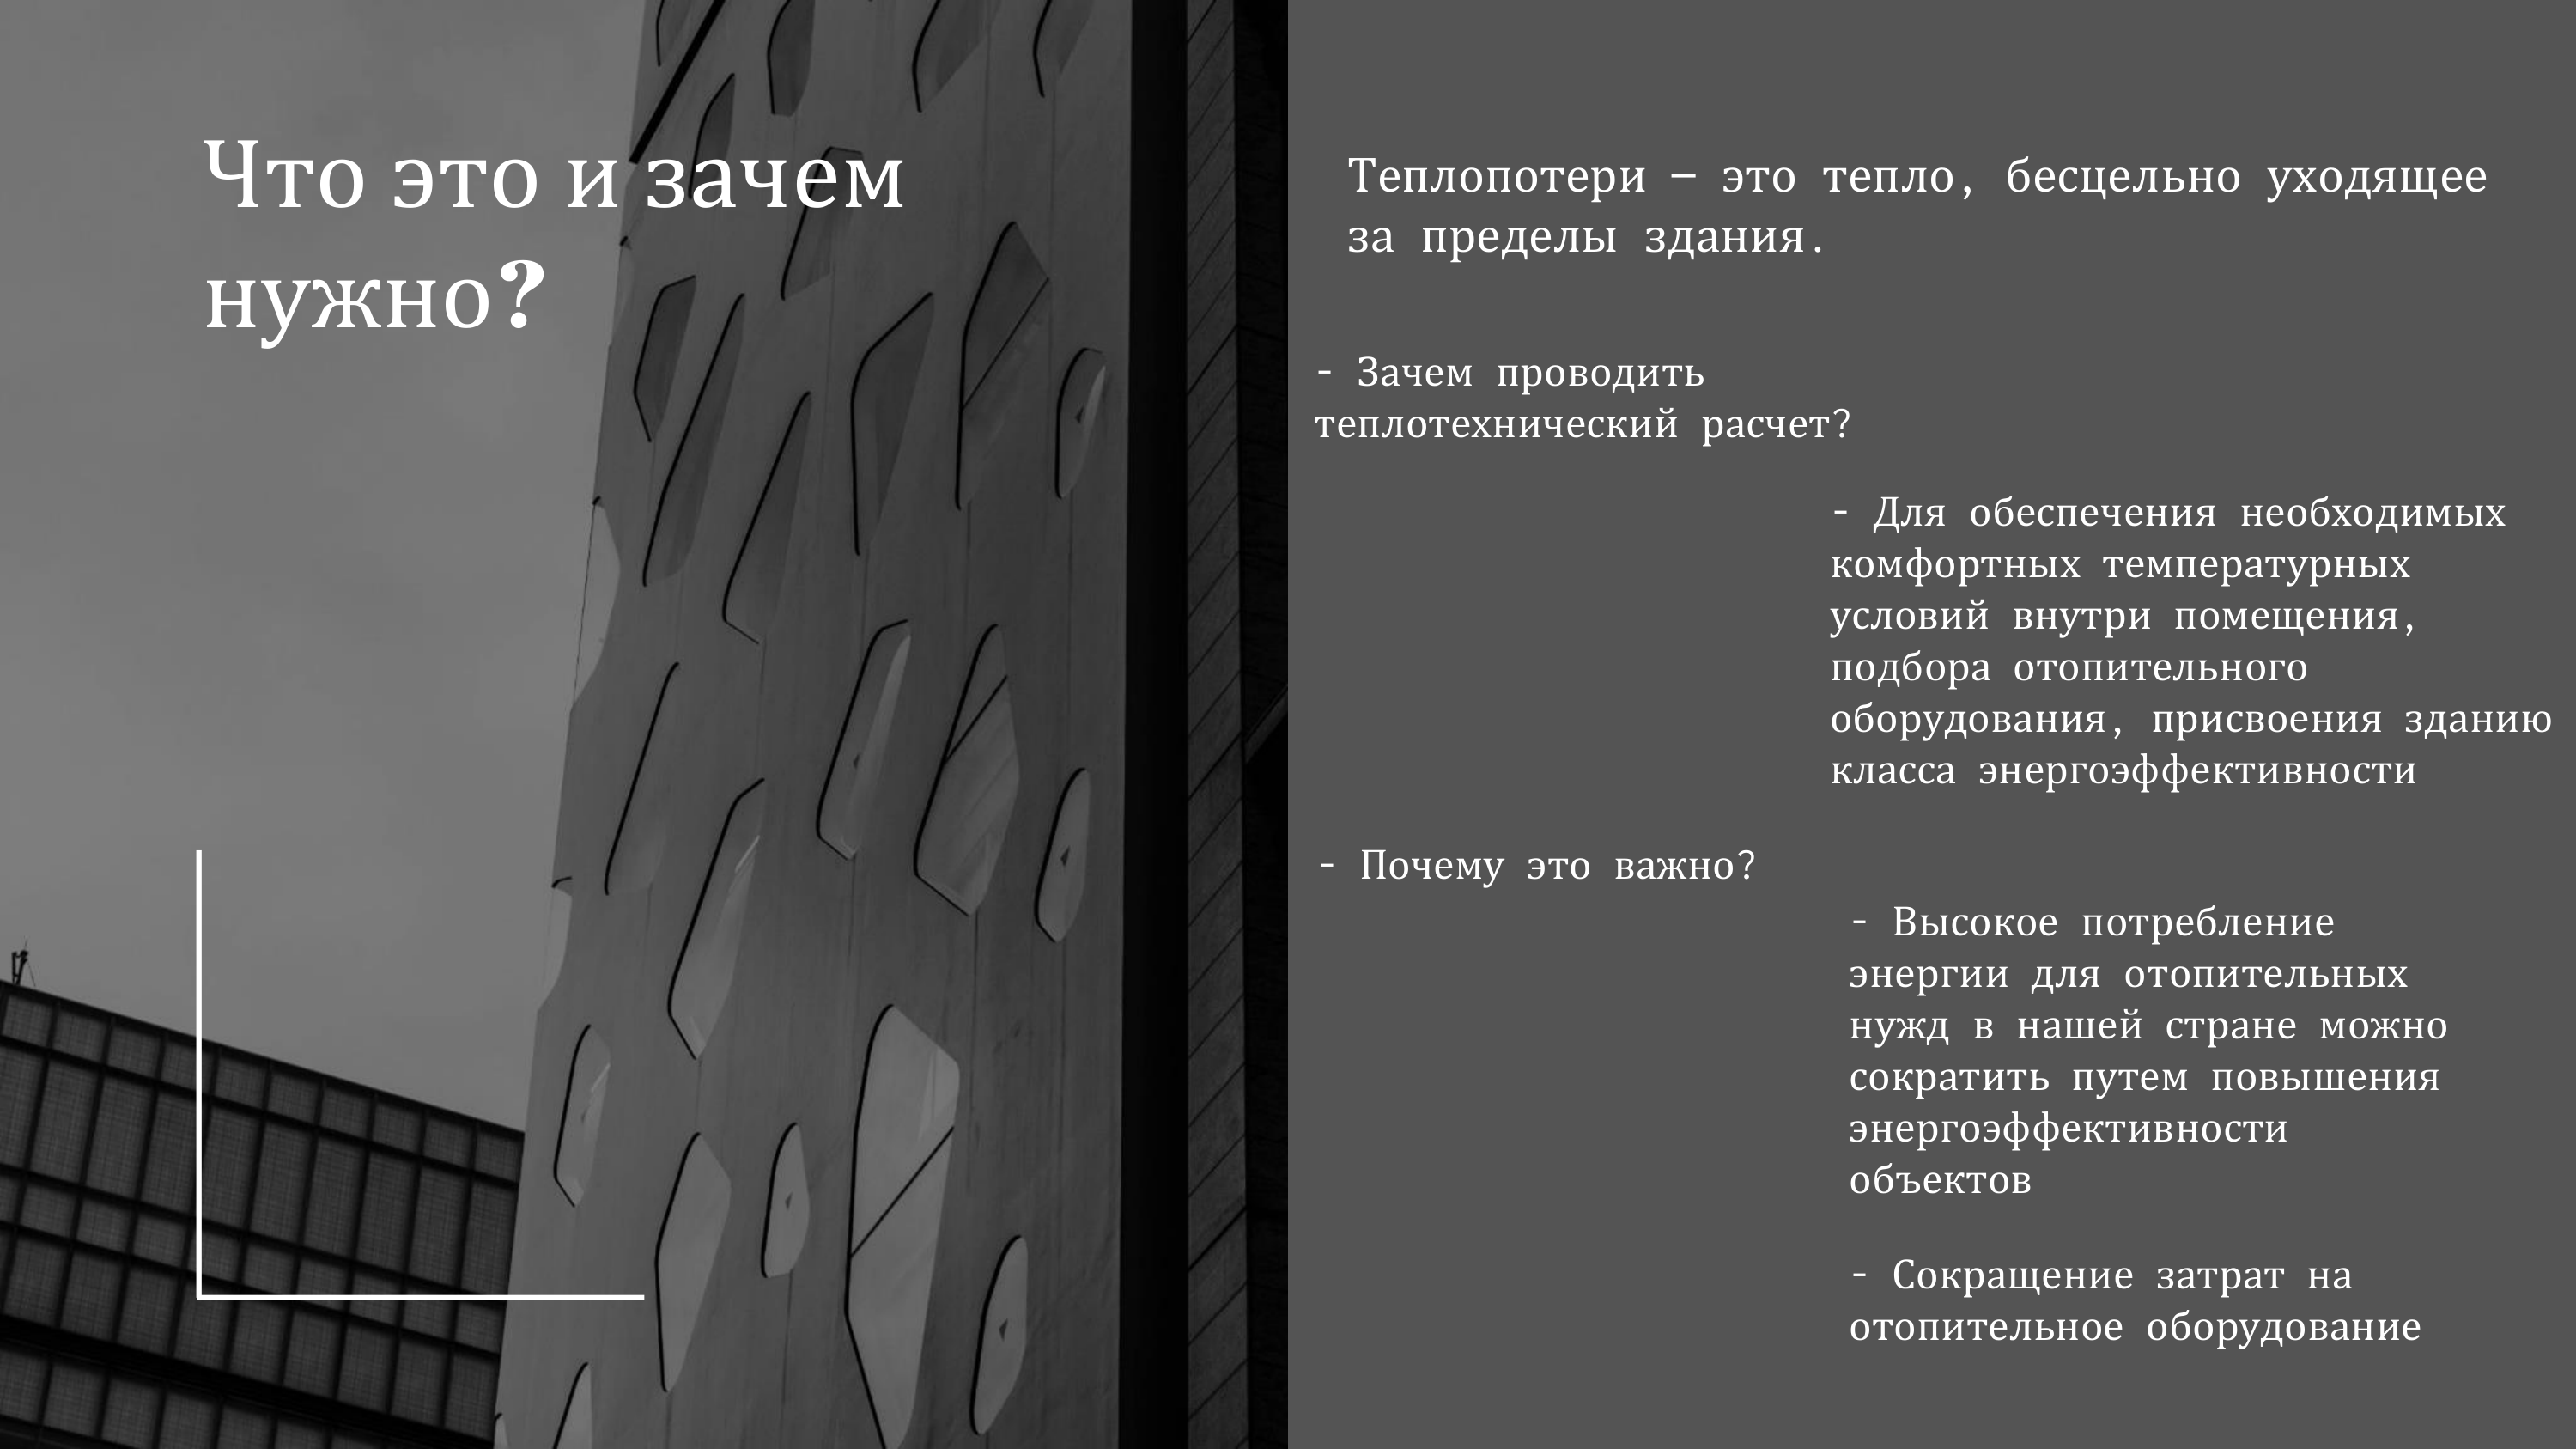 Что это и зачем
нужно?
Теплопотери – это тепло, бесцельно уходящее
за пределы здания.
- Зачем проводить
теплотехнический расчет?
- Для обеспечения необходимых
комфортных температурных
условий внутри помещения,
подбора отопительного
оборудования, присвоения зданию
класса энергоэффективности
- Почему это важно?
- Высокое потребление
энергии для отопительных
нужд в нашей стране можно
сократить путем повышения
энергоэффективности
объектов
- Сокращение затрат на
отопительное оборудование